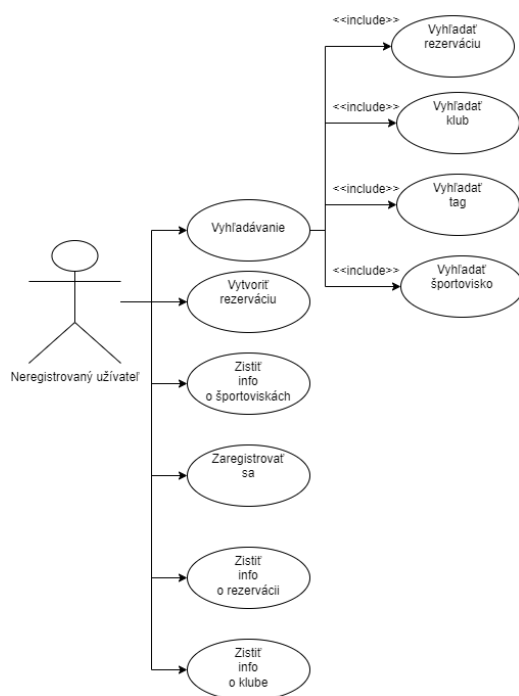 <<include>>
Vyhľadať
rezerváciu
<<include>>
Vyhľadať
klub
<<include>>
Vyhľadať
tag
<<include>>
Vyhľadať
športovisko
Vyhľadávanie
Vytvoriť
rezerváciu
Neregistrovaný užívateľ
Zistiť
info
o športoviskách
Zaregistrovať
sa
Zistiť
info
o rezervácii
Zistiť
info
o klube